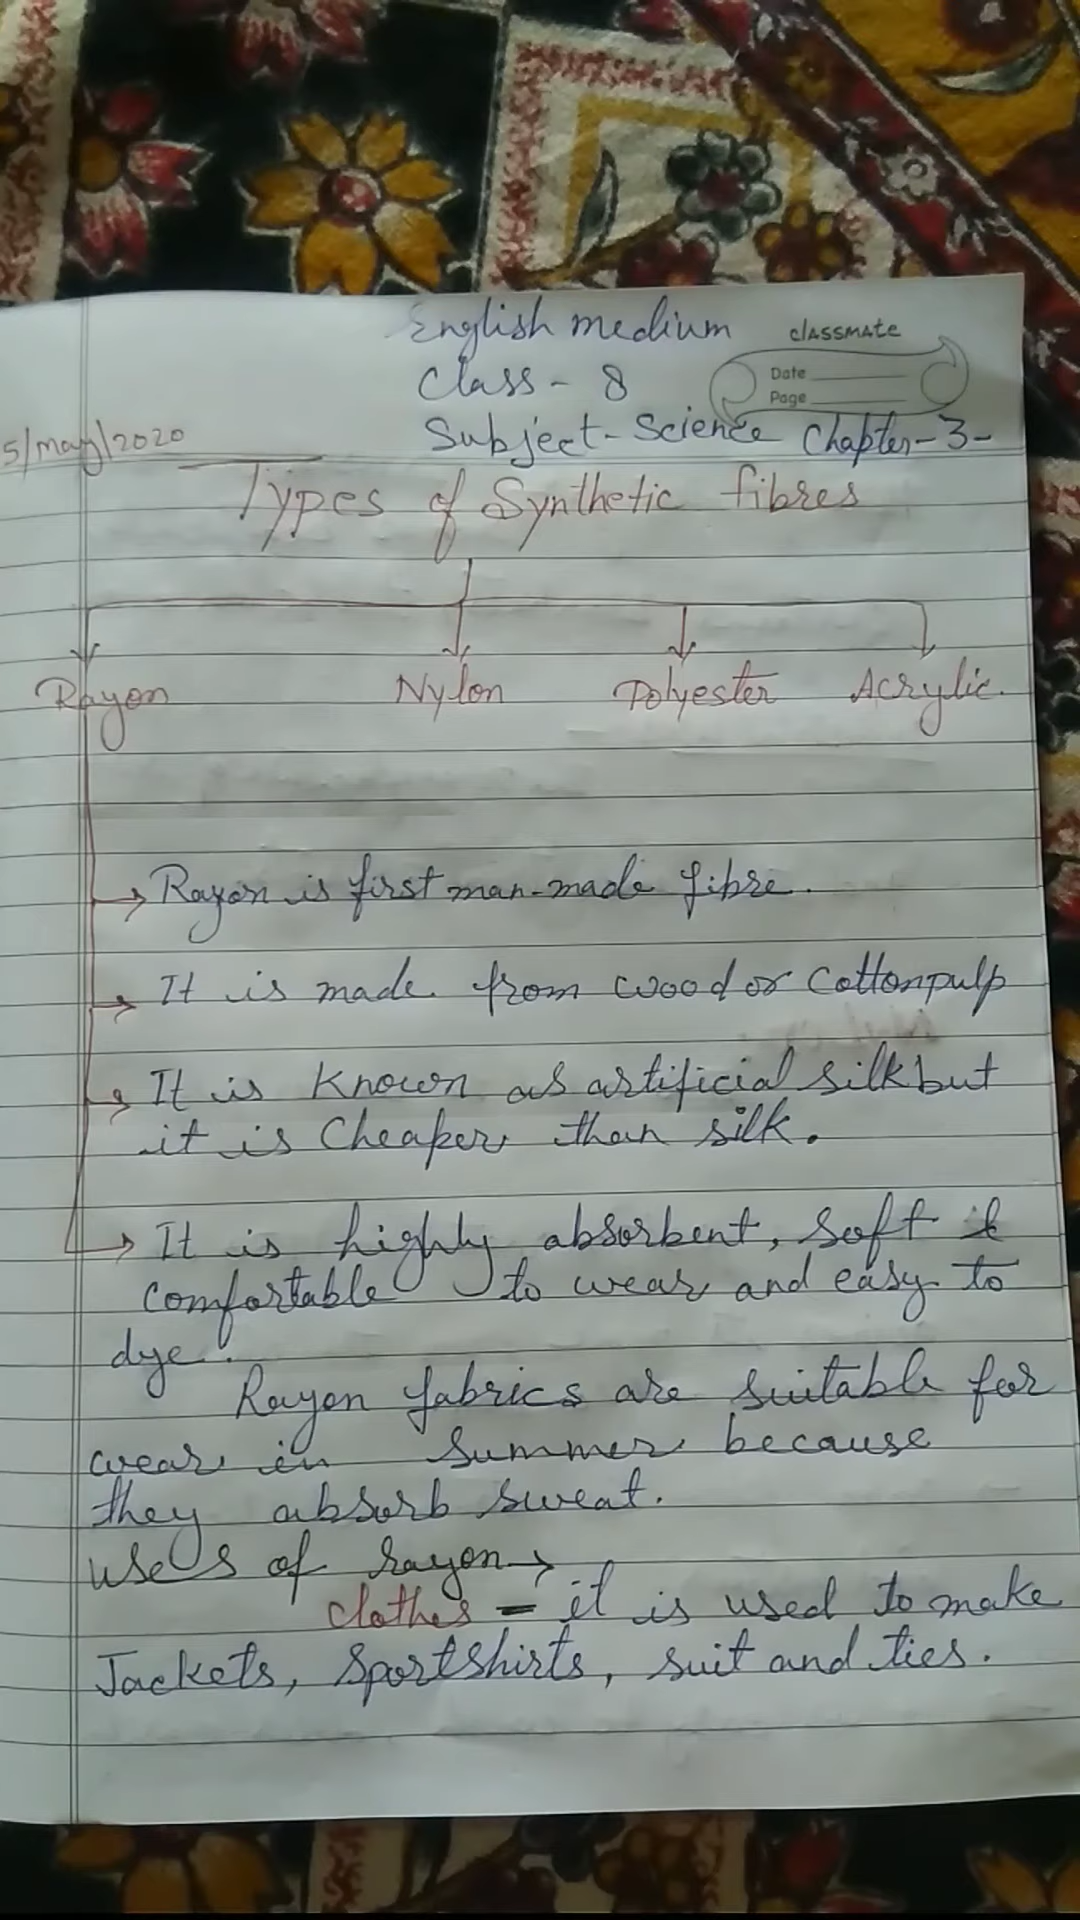 English medium
classmate
Class - 8
Date
Page
5/may/2020
Subject - Science Chapter - 3 -
Types of Synthetic fibres
Rayon Nylon Polyester Acrylic.
→ Rayon is first man-made fibre.
→ It is made from wood or Cottonpulp
→ It is known as artificial silk but
it is Cheaper than silk.
→ It is highly absorbent, soft &
comfortable to wear and easy to
dye.
Rayon fabrics are suitable for
wear in summer because
they absorb sweat.
uses of rayon →
clothes - it is used to make
Jackets, Sportshirts, suit and ties.